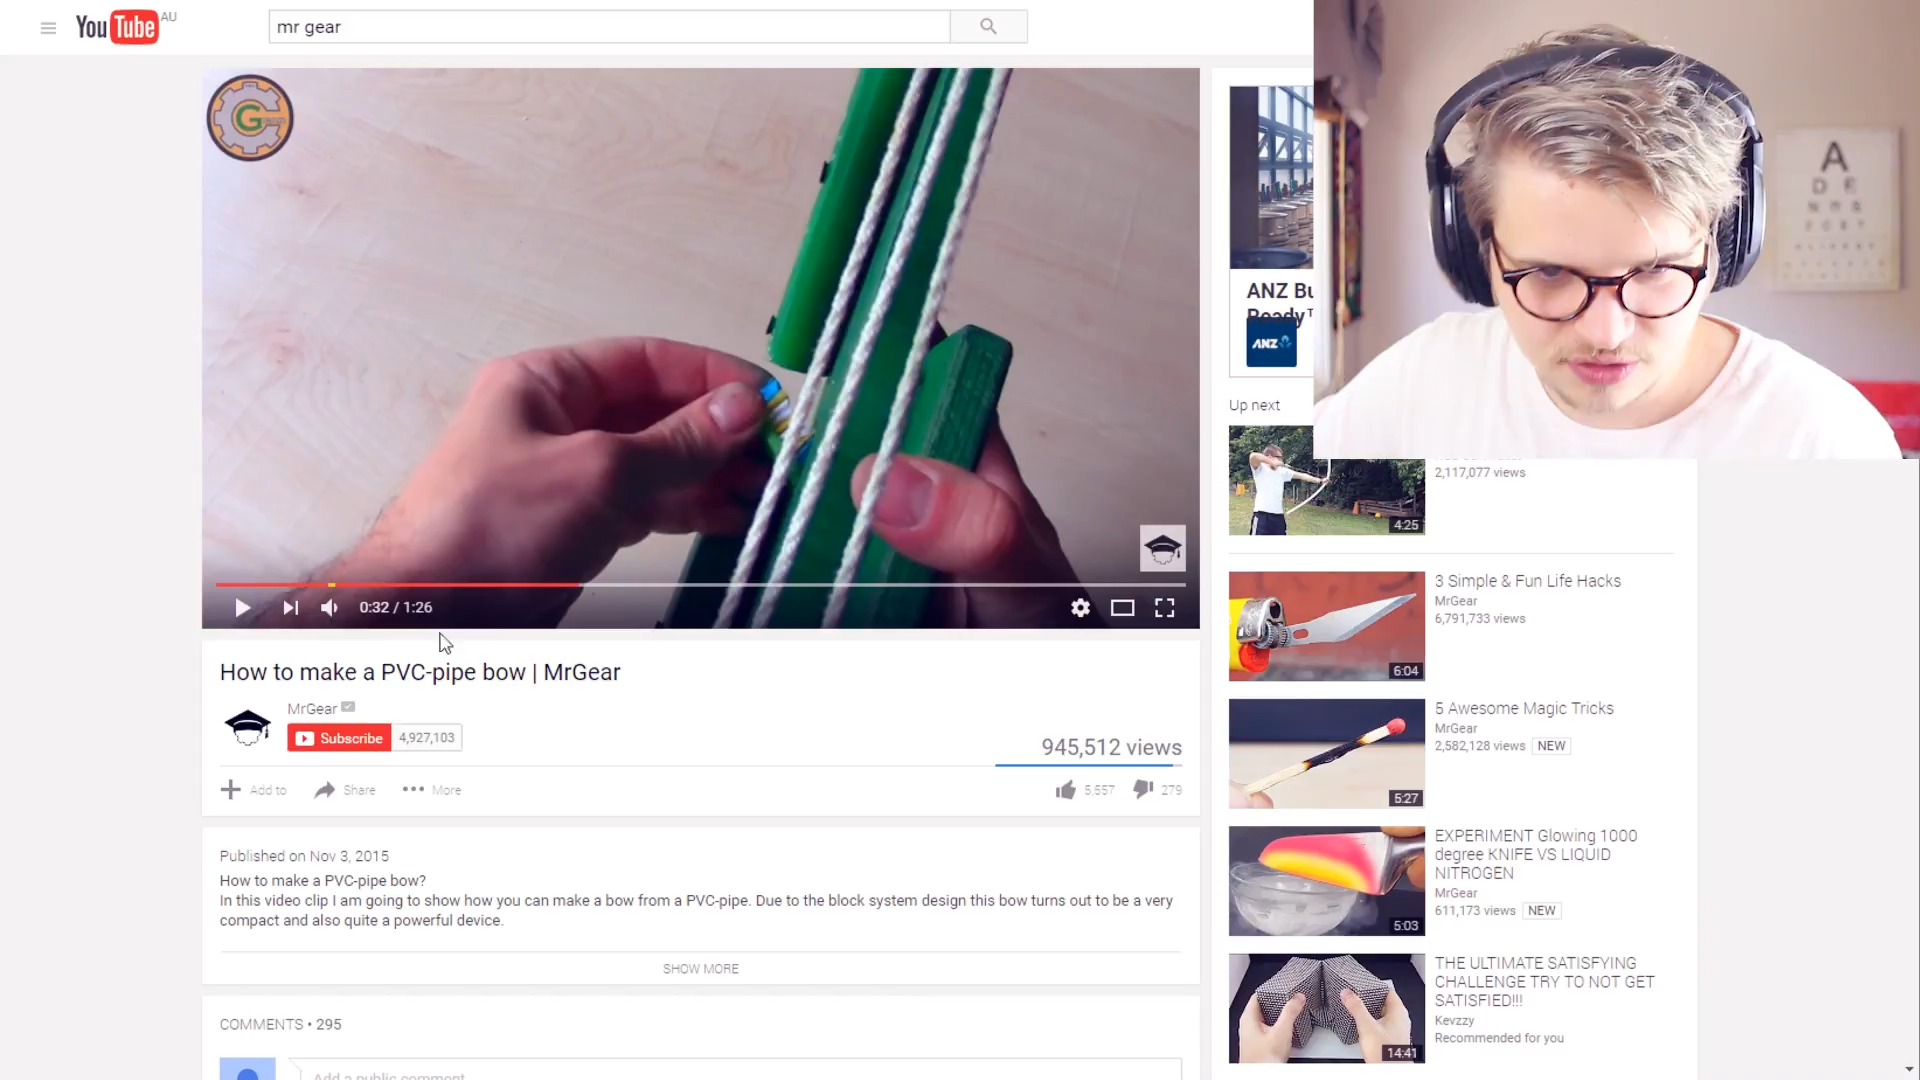 You Tube AU
mr gear
G
0:32 / 1:26
How to make a PVC-pipe bow | MrGear
MrGear
Subscribe 4,927,103
945,512 views
Add to Share More
5,557 279
Published on Nov 3, 2015
How to make a PVC-pipe bow?
In this video clip I am going to show how you can make a bow from a PVC-pipe. Due to the block system design this bow turns out to be a very
compact and also quite a powerful device.
SHOW MORE
COMMENTS • 295
Add a public comment
ANZ
ANZ
Up next
2,117,077 views
4:25
3 Simple & Fun Life Hacks
MrGear
6,791,733 views
6:04
5 Awesome Magic Tricks
MrGear
2,582,128 views NEW
5:27
EXPERIMENT Glowing 1000
degree KNIFE VS LIQUID
NITROGEN
MrGear
611,173 views NEW
5:03
THE ULTIMATE SATISFYING
CHALLENGE TRY TO NOT GET
SATISFIED!!!
Kevzzy
Recommended for you
14:41
A
D E